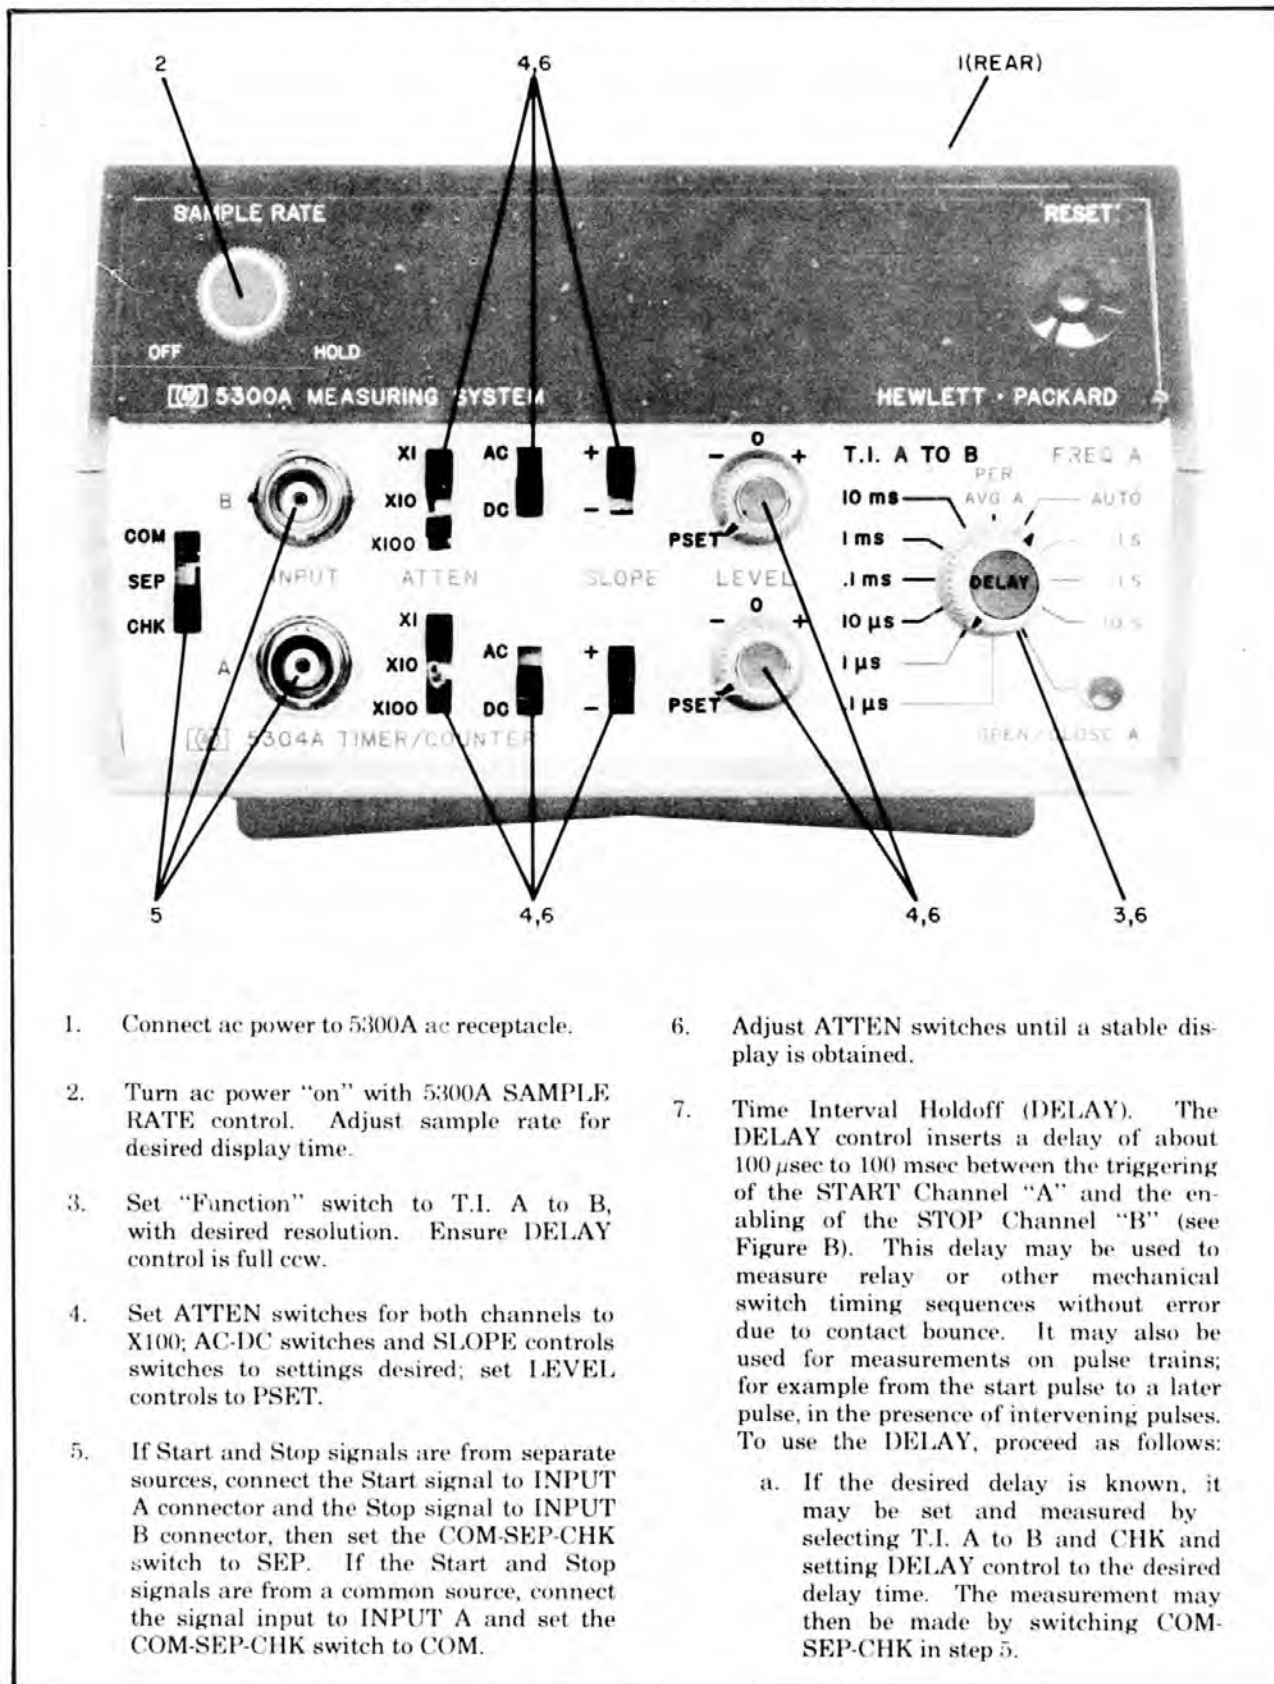 2
4,6
1(REAR)
SAMPLE RATE
RESET
OFF
HOLD
hp 5300A MEASURING SYSTEM
HEWLETT · PACKARD
COM
SEP
CHK
B
A
INPUT
X1
X10
X100
ATTEN
X1
X10
X100
AC
DC
AC
DC
+
-
SLOPE
+
-
- 0 +
PSET
LEVEL
- 0 +
PSET
T.I. A TO B
FREQ A
PER
AVG A
AUTO
10 ms
1 ms
.1 ms
10 µs
1 µs
.1 µs
DELAY
1 S
1 S
10 S
OPEN/CLOSE A
hp 5304A TIMER/COUNTER
5
4,6
4,6
3,6
1. Connect ac power to 5300A ac receptacle.
2. Turn ac power “on” with 5300A SAMPLE
RATE control. Adjust sample rate for
desired display time.
3. Set “Function” switch to T.I. A to B,
with desired resolution. Ensure DELAY
control is full ccw.
4. Set ATTEN switches for both channels to
X100; AC-DC switches and SLOPE controls
switches to settings desired; set LEVEL
controls to PSET.
5. If Start and Stop signals are from separate
sources, connect the Start signal to INPUT
A connector and the Stop signal to INPUT
B connector, then set the COM-SEP-CHK
switch to SEP. If the Start and Stop
signals are from a common source, connect
the signal input to INPUT A and set the
COM-SEP-CHK switch to COM.
6. Adjust ATTEN switches until a stable dis-
play is obtained.
7. Time Interval Holdoff (DELAY). The
DELAY control inserts a delay of about
100 µsec to 100 msec between the triggering
of the START Channel “A” and the en-
abling of the STOP Channel “B” (see
Figure B). This delay may be used to
measure relay or other mechanical
switch timing sequences without error
due to contact bounce. It may also be
used for measurements on pulse trains;
for example from the start pulse to a later
pulse, in the presence of intervening pulses.
To use the DELAY, proceed as follows:
a. If the desired delay is known, it
may be set and measured by
selecting T.I. A to B and CHK and
setting DELAY control to the desired
delay time. The measurement may
then be made by switching COM-
SEP-CHK in step 5.